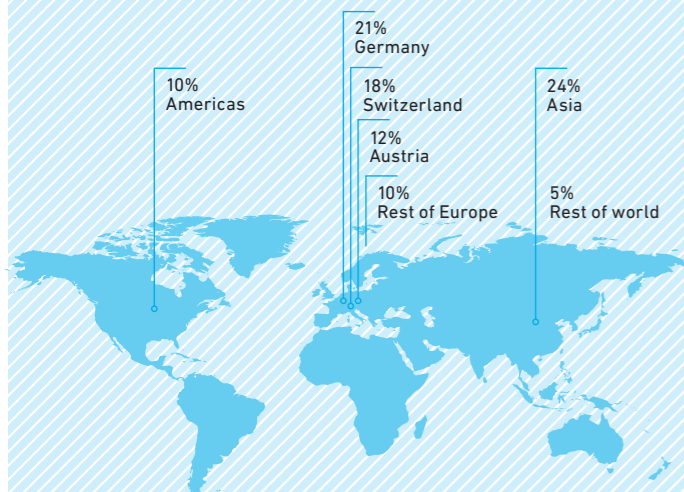 21%
Germany
10%
Americas
18%
Switzerland
24%
Asia
12%
Austria
10%
Rest of Europe
5%
Rest of world